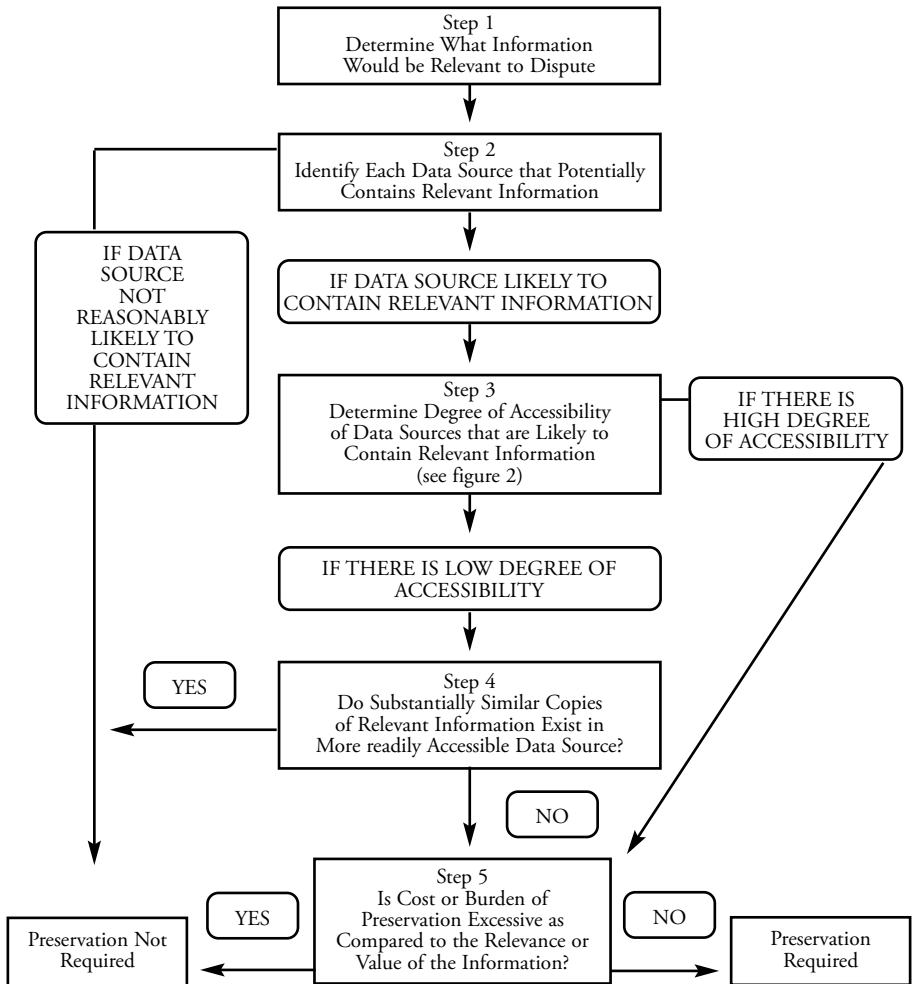 Step 1
Determine What Information
Would be Relevant to Dispute
Step 2
Identify Each Data Source that Potentially
Contains Relevant Information
IF DATA
SOURCE
NOT
REASONABLY
LIKELY TO
CONTAIN
RELEVANT
INFORMATION
IF DATA SOURCE LIKELY TO
CONTAIN RELEVANT INFORMATION
Step 3
Determine Degree of Accessibility
of Data Sources that are Likely to
Contain Relevant Information
(see figure 2)
IF THERE IS
HIGH DEGREE
OF ACCESSIBILITY
IF THERE IS LOW DEGREE OF
ACCESSIBILITY
YES
Step 4
Do Substantially Similar Copies
of Relevant Information Exist in
More readily Accessible Data Source?
NO
Step 5
Is Cost or Burden of
Preservation Excessive as
Compared to the Relevance or
Value of the Information?
YES
NO
Preservation Not
Required
Preservation
Required